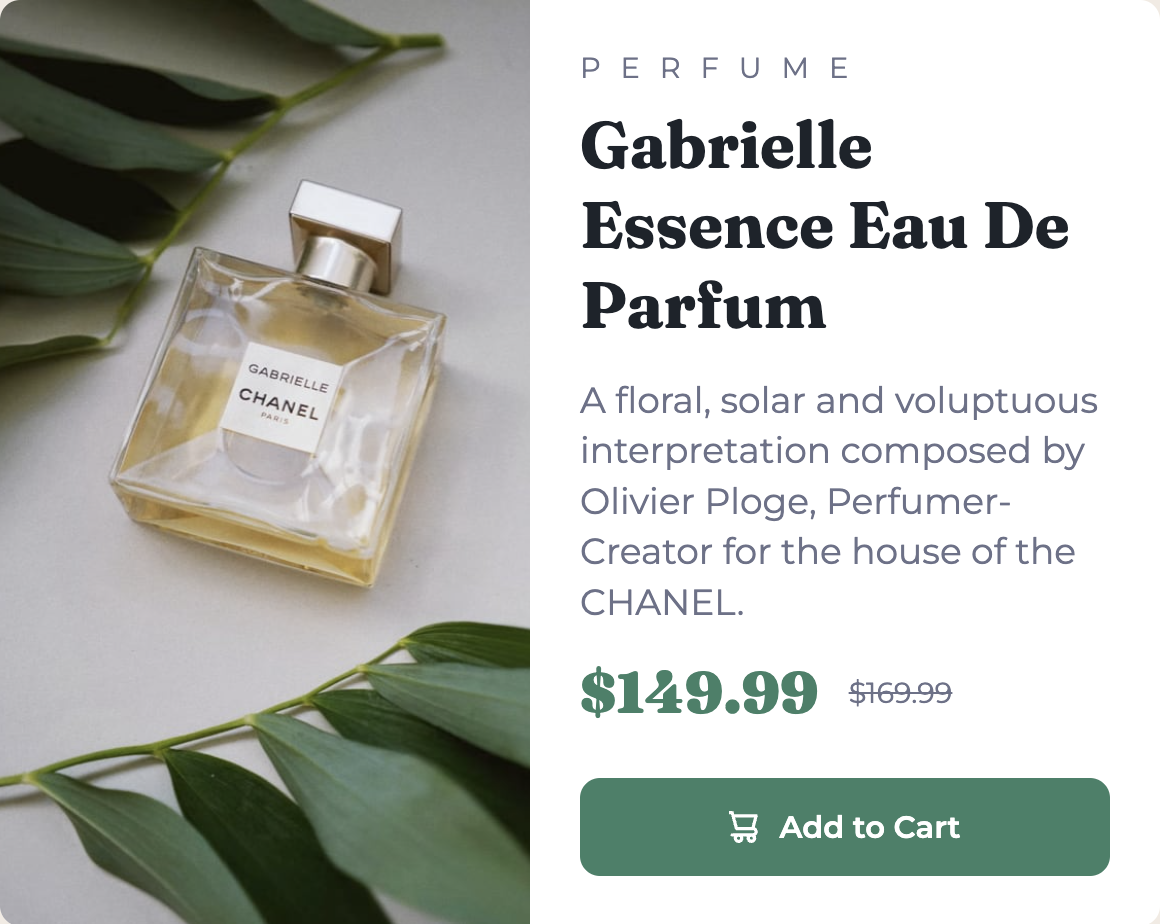 GABRIELLE
CHANEL
PARIS
PERFUME
Gabrielle
Essence Eau De
Parfum
A floral, solar and voluptuous
interpretation composed by
Olivier Ploge, Perfumer-
Creator for the house of the
CHANEL.
$149.99 $169.99
Add to Cart